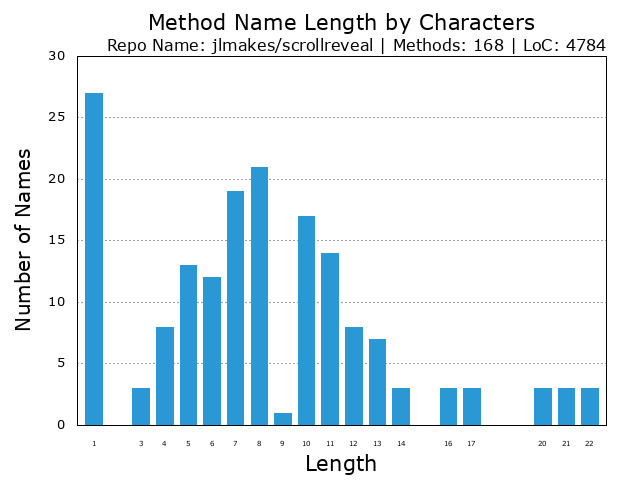 Method Name Length by Characters
Repo Name: jlmakes/scrollreveal | Methods: 168 | LoC: 4784
30
25
20
15
10
5
0
Number of Names
1 3 4 5 6 7 8 9 10 11 12 13 14 16 17 20 21 22
Length